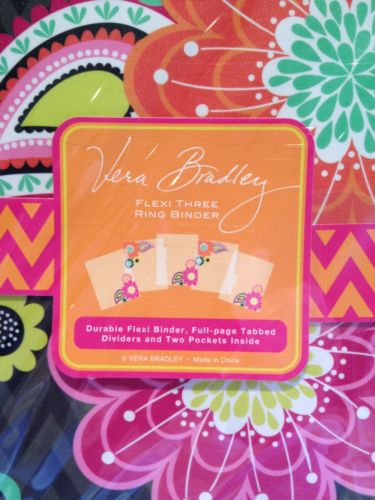 Vera Bradley
FLEXI THREE
RING BINDER
Durable Flexi Binder, Full-page Tabbed
Dividers and Two Pockets Inside
© VERA BRADLEY • Made in China